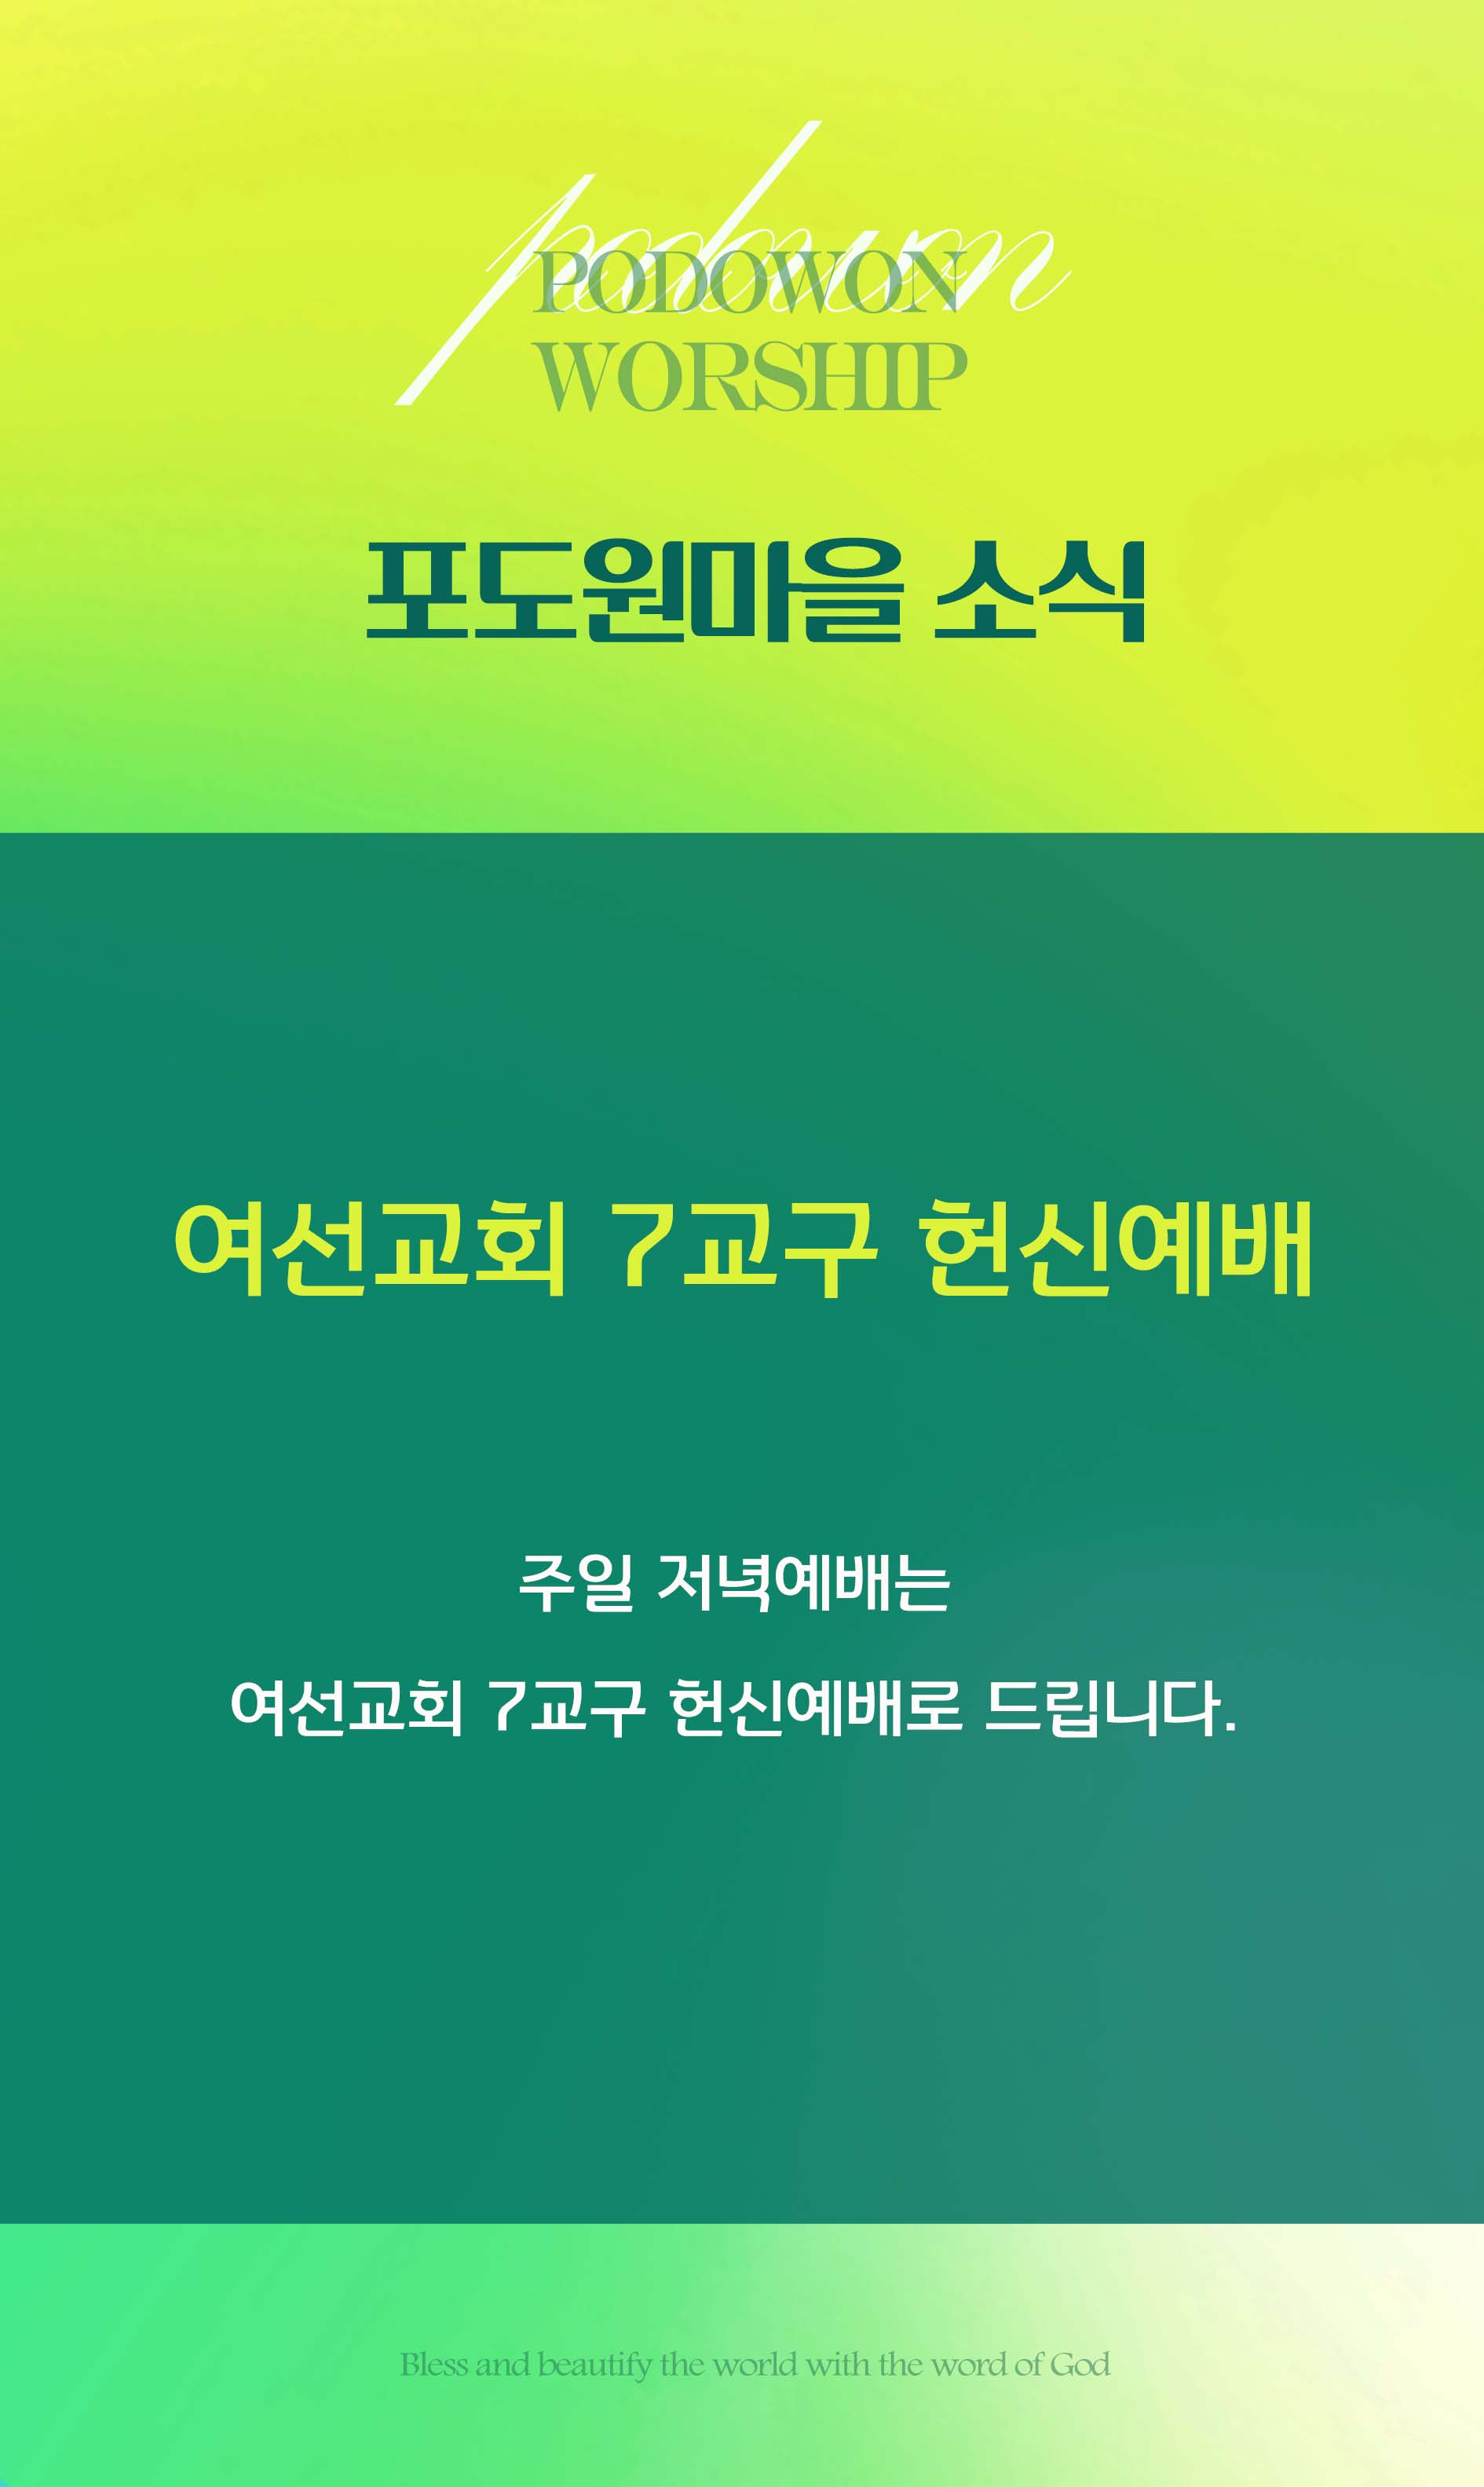 podowon
PODOWON
WORSHIP
포도원마을 소식
여선교회 7교구 헌신예배
주일 저녁예배는
여선교회 7교구 헌신예배로 드립니다.
Bless and beautify the world with the word of God